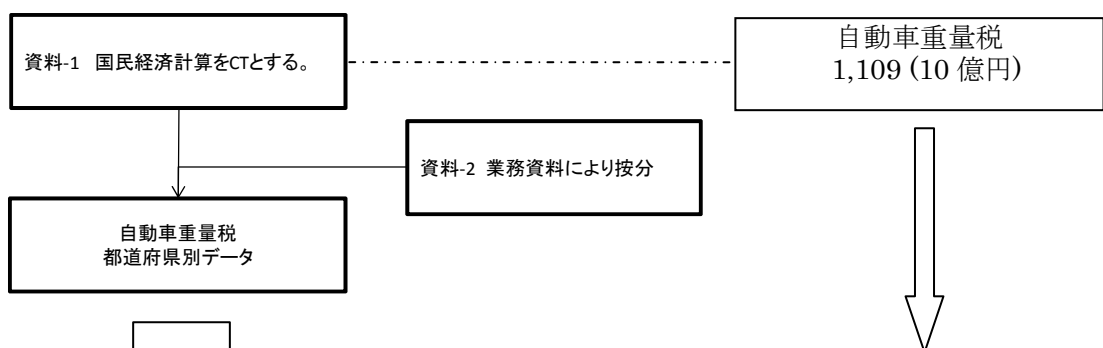 資料-1 国民経済計算をCTとする。
自動車重量税
1,109 (10 億円)
資料-2 業務資料により按分
自動車重量税
都道府県別データ